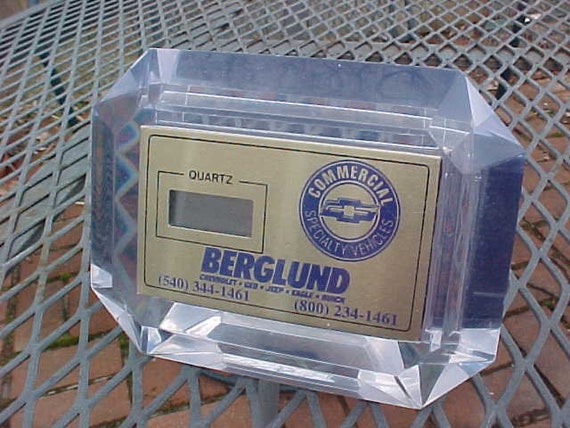 QUARTZ
COMMERCIAL
SPECIALTY VEHICLES
BERGLUND
CHEVROLET • GEO • JEEP • EAGLE • BUICK
(540) 344-1461
(800) 234-1461